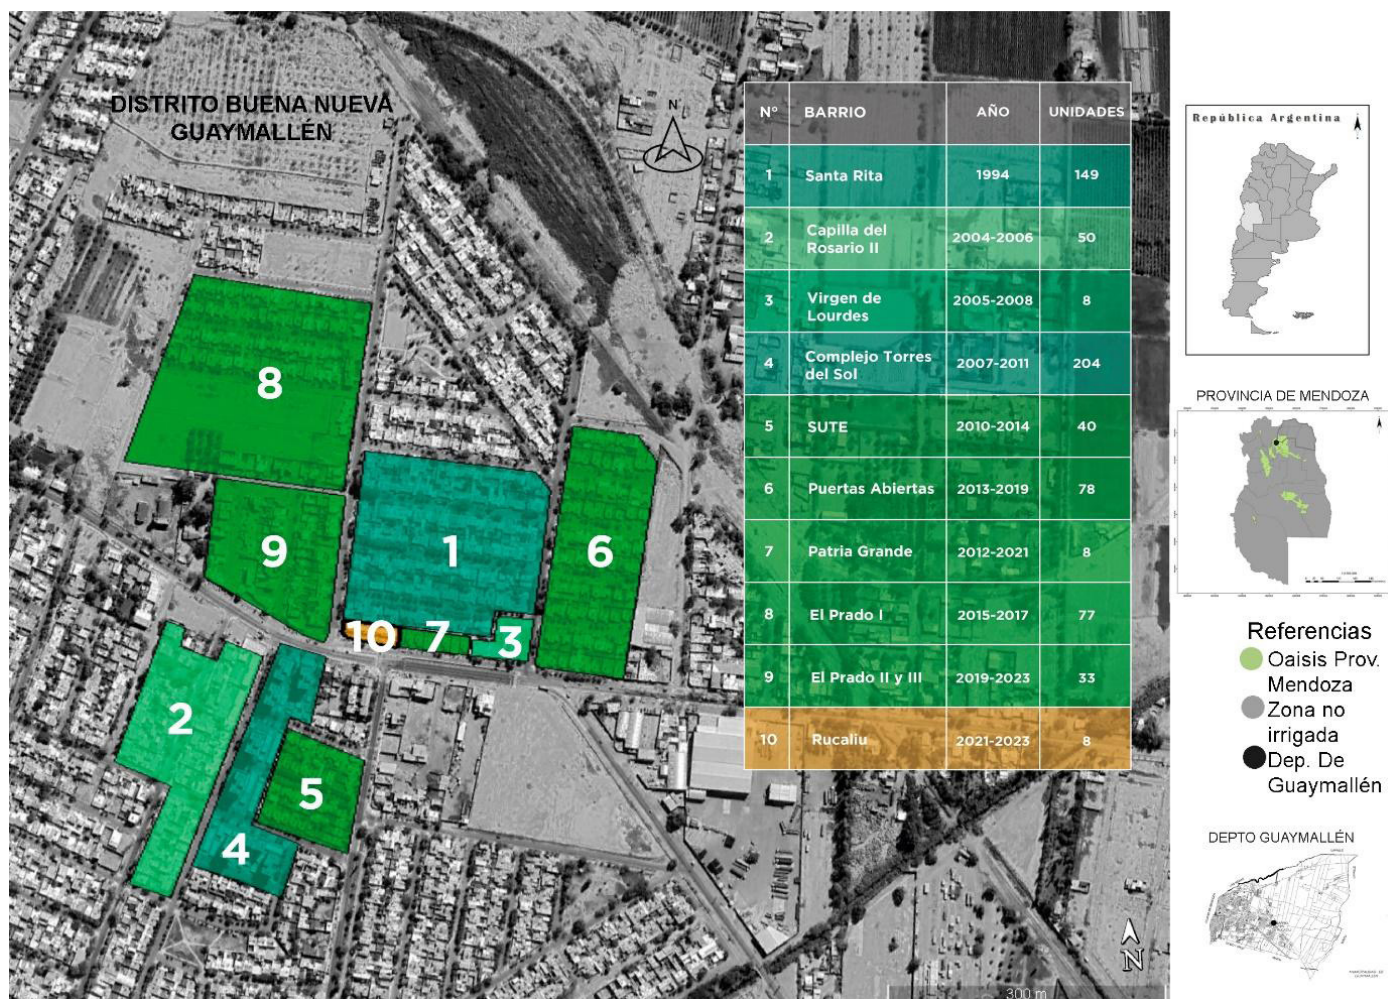 DISTRITO BUENA NUEVA
GUAYMALLÉN
N
8
9
1
6
10
7
3
2
4
5
N° BARRIO AÑO UNIDADES
1 Santa Rita 1994 149
2 Capilla del Rosario II 2004-2006 50
3 Virgen de Lourdes 2005-2008 8
4 Complejo Torres del Sol 2007-2011 204
5 SUTE 2010-2014 40
6 Puertas Abiertas 2013-2019 78
7 Patria Grande 2012-2021 8
8 El Prado I 2015-2017 77
9 El Prado II y III 2019-2023 33
10 Rucaliu 2021-2023 8
N
300 m
República Argentina
PROVINCIA DE MENDOZA
Referencias
Oaisis Prov.
Mendoza
Zona no
irrigada
Dep. De
Guaymallén
DEPTO GUAYMALLÉN